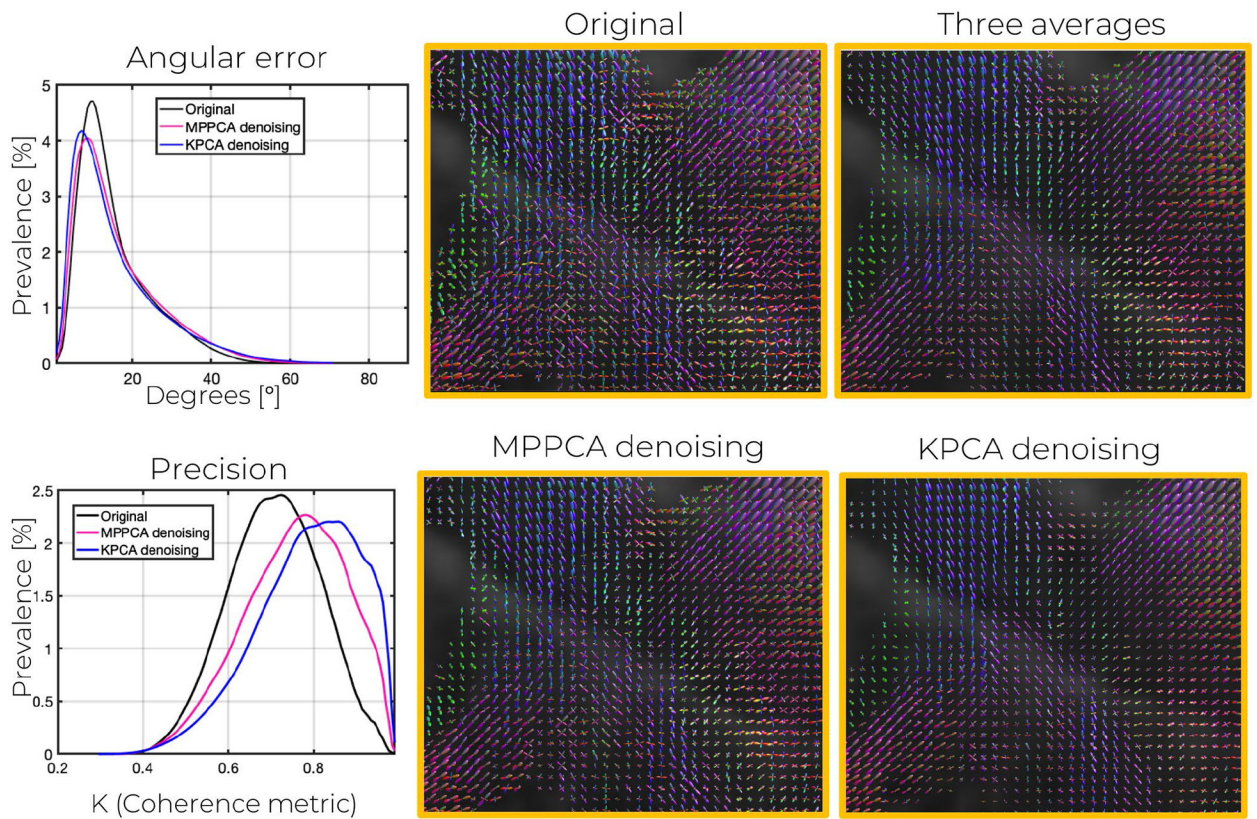 Original
Three averages
Angular error
5
4
3
2
1
0
Prevalence [%]
Original
MPPCA denoising
KPCA denoising
20
40
60
80
Degrees [°]
MPPCA denoising
KPCA denoising
Precision
2.5
2
1.5
1
0.5
0
Prevalence [%]
Original
MPPCA denoising
KPCA denoising
0.2
0.4
0.6
0.8
K (Coherence metric)